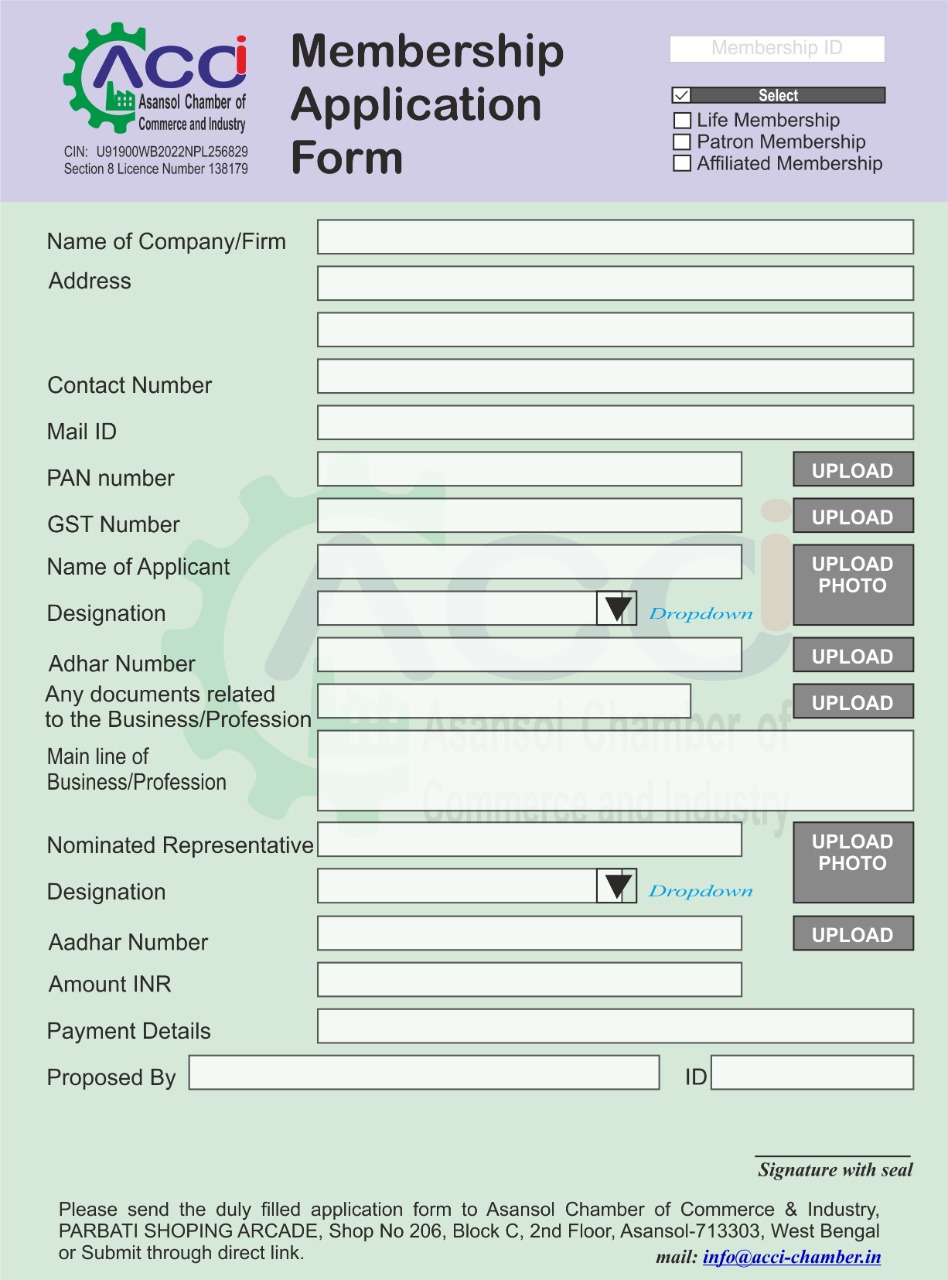 ACCi
Asansol Chamber of
Commerce and Industry
CIN: U91900WB2022NPL256829
Section 8 Licence Number 138179
Membership
Application
Form
Membership ID
Select
Life Membership
Patron Membership
Affiliated Membership
Name of Company/Firm
Address
Contact Number
Mail ID
PAN number
UPLOAD
GST Number
UPLOAD
Name of Applicant
UPLOAD
PHOTO
Designation
Dropdown
Adhar Number
UPLOAD
Any documents related
to the Business/Profession
UPLOAD
ACCi
Asansol Chamber of
Commerce and Industry
Main line of
Business/Profession
Nominated Representative
UPLOAD
PHOTO
Designation
Dropdown
Aadhar Number
UPLOAD
Amount INR
Payment Details
Proposed By
ID
Signature with seal
Please send the duly filled application form to Asansol Chamber of Commerce & Industry,
PARBATI SHOPING ARCADE, Shop No 206, Block C, 2nd Floor, Asansol-713303, West Bengal
or Submit through direct link.
mail: info@acci-chamber.in